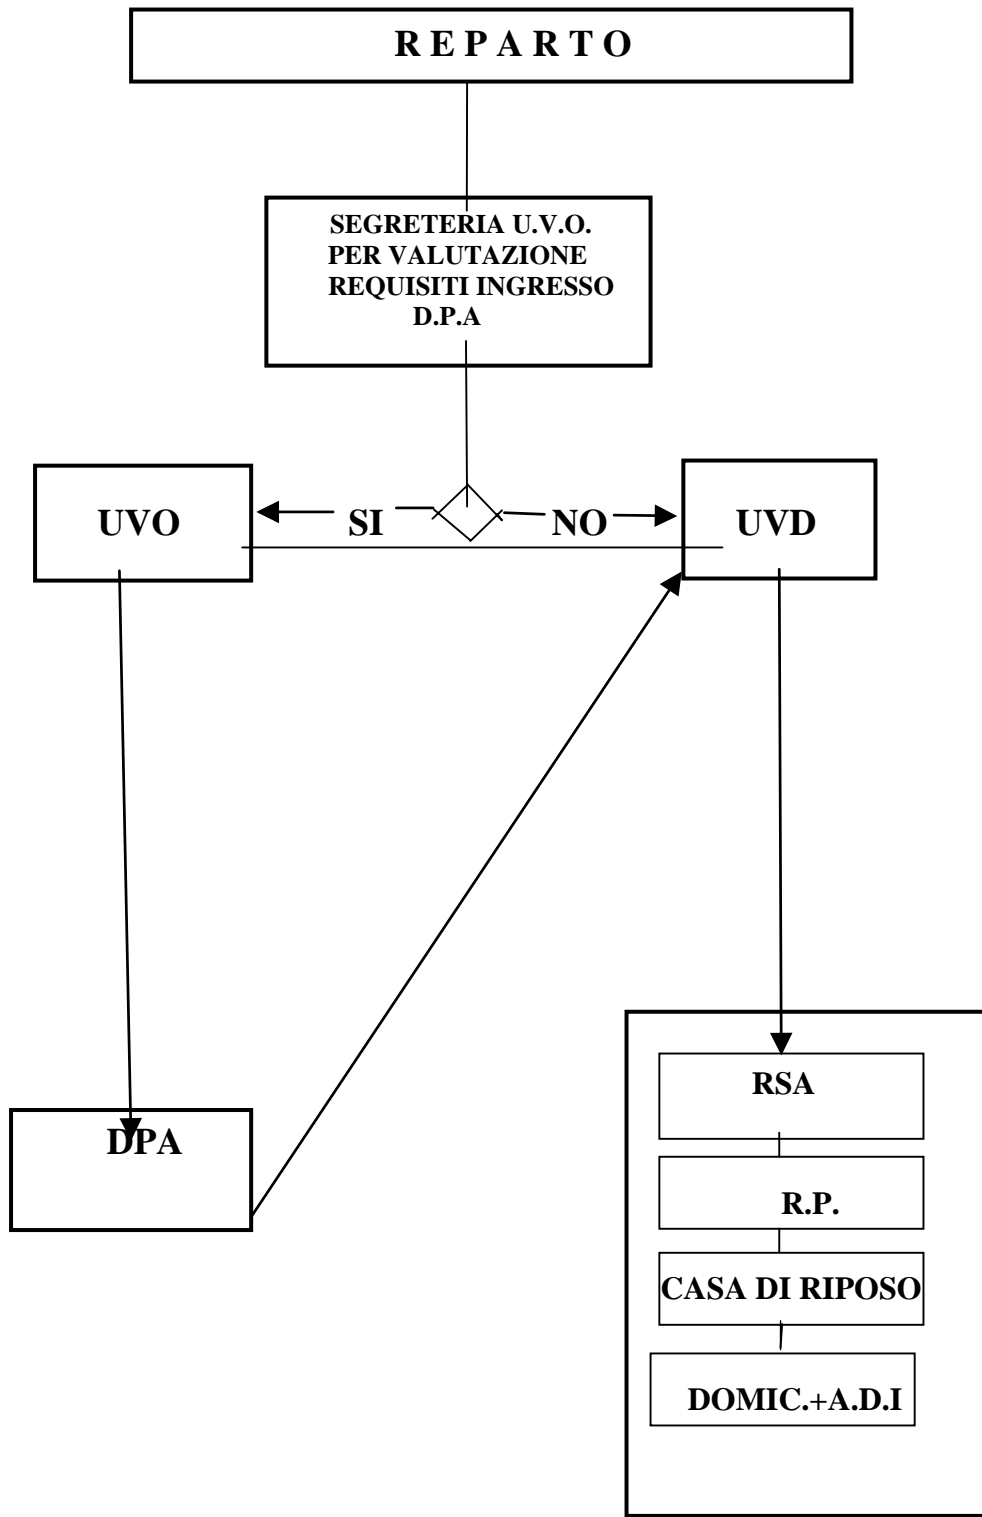 R E P A R T O
SEGRETERIA U.V.O.
PER VALUTAZIONE
REQUISITI INGRESSO
D.P.A
UVO
SI
NO
UVD
DPA
RSA
R.P.
CASA DI RIPOSO
DOMIC.+A.D.I